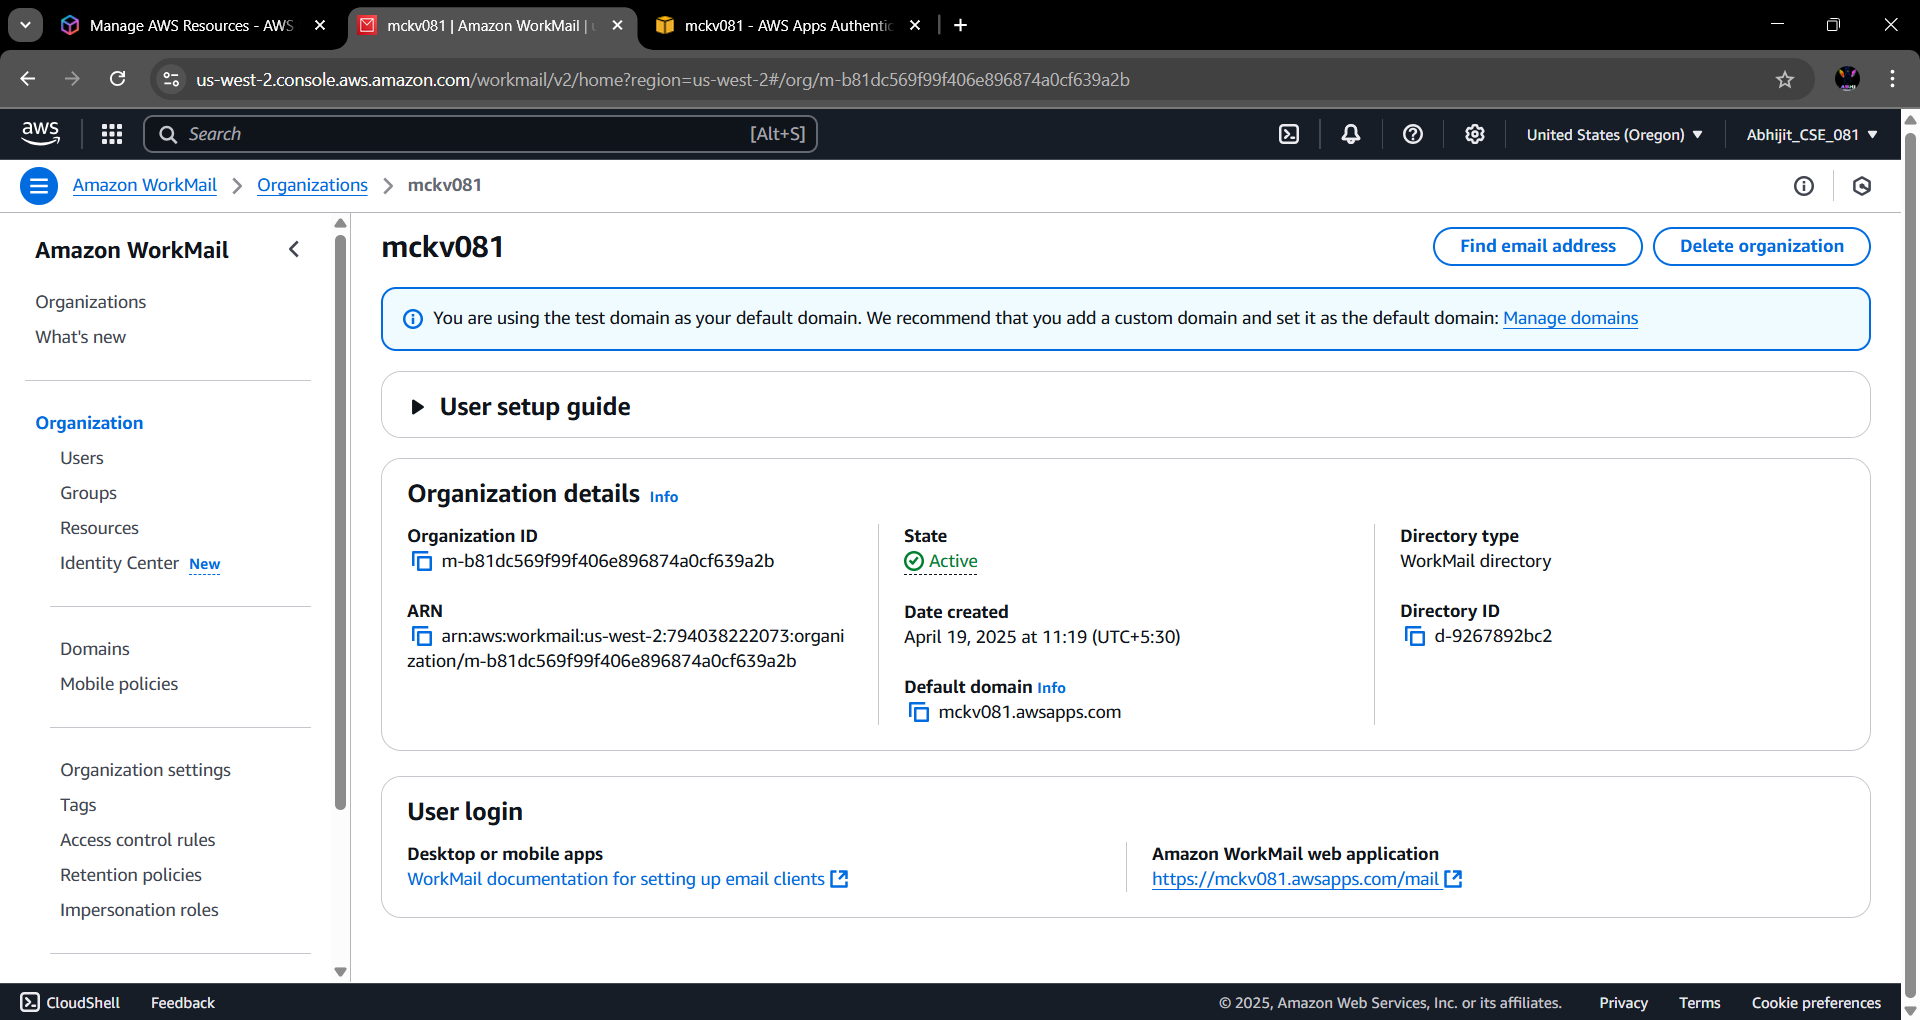 Manage AWS Resources - AWS
mckv081 | Amazon WorkMail |
mckv081 - AWS Apps Authentic
us-west-2.console.aws.amazon.com/workmail/v2/home?region=us-west-2#/org/m-b81dc569f99f406e896874a0cf639a2b
aws
Search
[Alt+S]
United States (Oregon)
Abhijit_CSE_081
Amazon WorkMail
Organizations
mckv081
Amazon WorkMail
Organizations
What's new
Organization
Users
Groups
Resources
Identity Center New
Domains
Mobile policies
Organization settings
Tags
Access control rules
Retention policies
Impersonation roles
mckv081
Find email address
Delete organization
You are using the test domain as your default domain. We recommend that you add a custom domain and set it as the default domain: Manage domains
User setup guide
Organization details Info
Organization ID
m-b81dc569f99f406e896874a0cf639a2b
ARN
arn:aws:workmail:us-west-2:794038222073:organi
zation/m-b81dc569f99f406e896874a0cf639a2b
State
Active
Date created
April 19, 2025 at 11:19 (UTC+5:30)
Default domain Info
mckv081.awsapps.com
Directory type
WorkMail directory
Directory ID
d-9267892bc2
User login
Desktop or mobile apps
WorkMail documentation for setting up email clients
Amazon WorkMail web application
https://mckv081.awsapps.com/mail
CloudShell
Feedback
© 2025, Amazon Web Services, Inc. or its affiliates.
Privacy
Terms
Cookie preferences